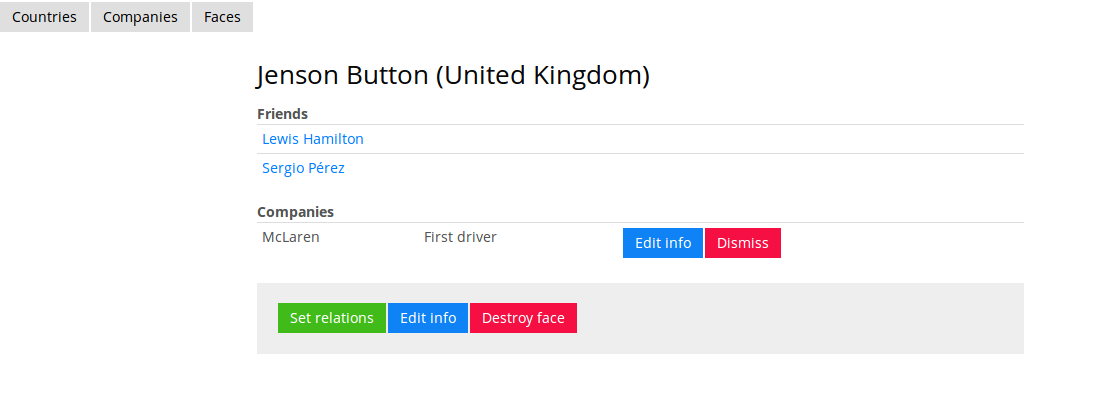 Countries Companies Faces
Jenson Button (United Kingdom)
Friends
Lewis Hamilton
Sergio Pérez
Companies
McLaren First driver Edit info Dismiss
Set relations Edit info Destroy face